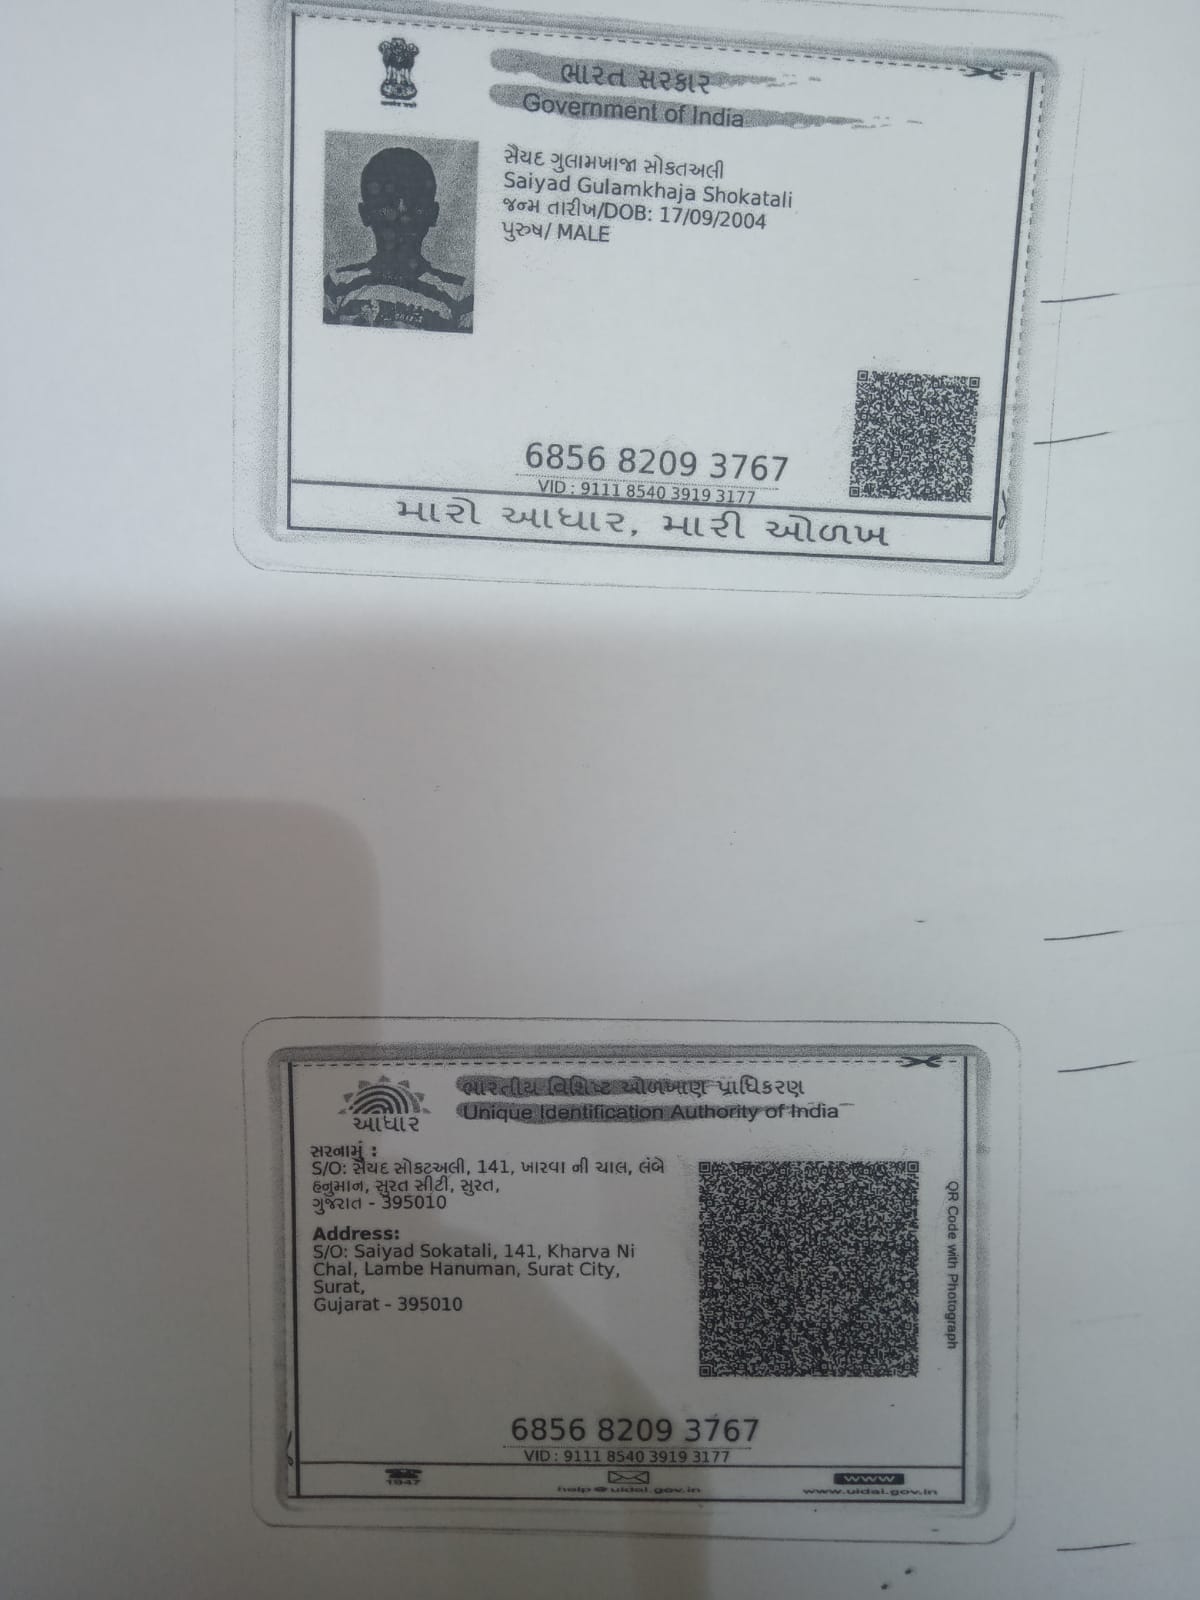 ભારત સરકાર
Government of India
સૈયદ ગુલામખાજા સોકતઅલી
Saiyad Gulamkhaja Shokatali
જન્મ તારીખ/DOB: 17/09/2004
પુરુષ/ MALE
6856 8209 3767
VID : 9111 8540 3919 3177
મારો આધાર, મારી ઓળખ
ભારતીય વિશિષ્ટ ઓળખાણ પ્રાધિકરણ
Unique Identification Authority of India
આધાર
સરનામું :
S/O: સૈયદ સોકટઅલી, 141, ખારવા ની ચાલ, લંબે
હનુમાન, સુરત સીટી, સુરત,
ગુજરાત - 395010
Address:
S/O: Saiyad Sokatali, 141, Kharva Ni
Chal, Lambe Hanuman, Surat City,
Surat,
Gujarat - 395010
QR Code with Photograph
6856 8209 3767
VID : 9111 8540 3919 3177
1947
help@uidai.gov.in
www
www.uidai.gov.in